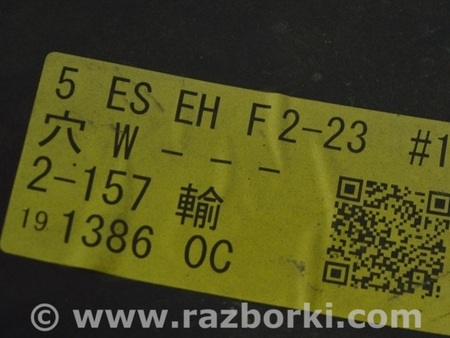 5 ES EH F2-23 #1
穴 W - - -
2-157 輸
19 1386 OC
© www.razborki.com